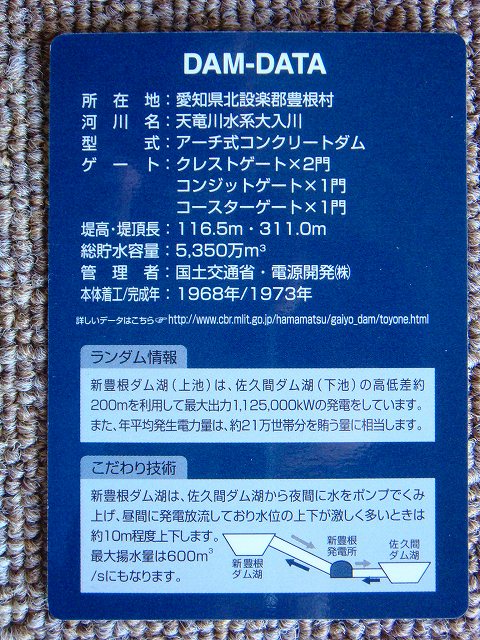 DAM-DATA
所在地：愛知県北設楽郡豊根村
河川名：天竜川水系大入川
型式：アーチ式コンクリートダム
ゲート：クレストゲート×2門
コンジットゲート×1門
コースターゲート×1門
堤高・堤頂長：116.5m・311.0m
総貯水容量：5,350万m³
管理者：国土交通省・電源開発㈱
本体着工/完成年：1968年/1973年
詳しいデータはこちら☞http://www.cbr.mlit.go.jp/hamamatsu/gaiyo_dam/toyone.html
ランダム情報
新豊根ダム湖（上池）は、佐久間ダム湖（下池）の高低差約
200mを利用して最大出力1,125,000kWの発電をしています。
また、年平均発生電力量は、約21万世帯分を賄う量に相当します。
こだわり技術
新豊根ダム湖は、佐久間ダム湖から夜間に水をポンプでくみ
上げ、昼間に発電放流しており水位の上下が激しく多いときは
約10m程度上下します。
最大揚水量は600m³
/sにもなります。
新豊根
ダム湖
新豊根
発電所
佐久間
ダム湖